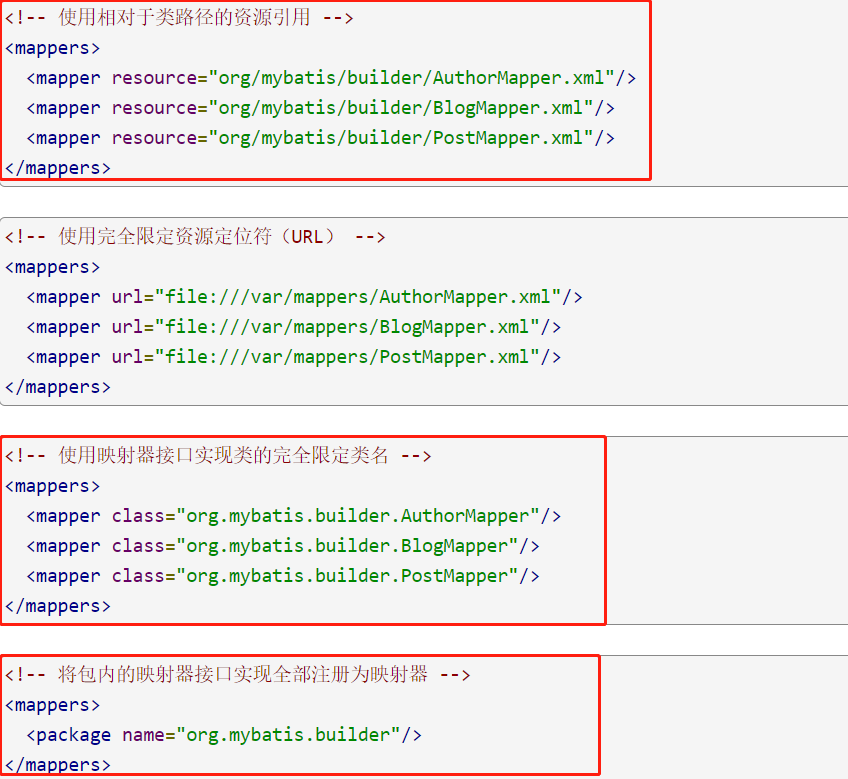 <!-- 使用相对于类路径的资源引用 -->
<mappers>
  <mapper resource="org/mybatis/builder/AuthorMapper.xml"/>
  <mapper resource="org/mybatis/builder/BlogMapper.xml"/>
  <mapper resource="org/mybatis/builder/PostMapper.xml"/>
</mappers>
<!-- 使用完全限定资源定位符（URL） -->
<mappers>
  <mapper url="file:///var/mappers/AuthorMapper.xml"/>
  <mapper url="file:///var/mappers/BlogMapper.xml"/>
  <mapper url="file:///var/mappers/PostMapper.xml"/>
</mappers>
<!-- 使用映射器接口实现类的完全限定类名 -->
<mappers>
  <mapper class="org.mybatis.builder.AuthorMapper"/>
  <mapper class="org.mybatis.builder.BlogMapper"/>
  <mapper class="org.mybatis.builder.PostMapper"/>
</mappers>
<!-- 将包内的映射器接口实现全部注册为映射器 -->
<mappers>
  <package name="org.mybatis.builder"/>
</mappers>